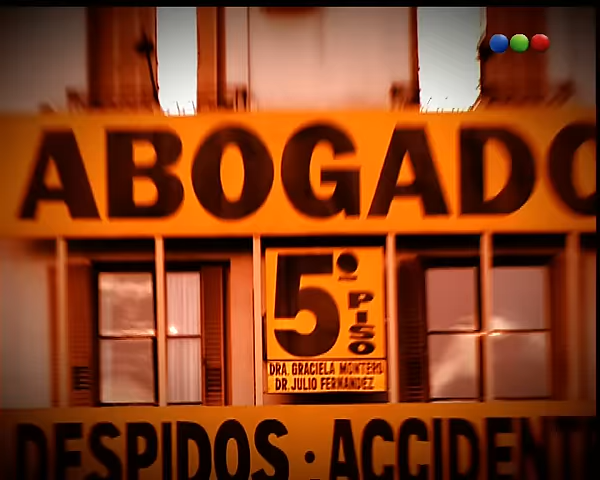 ABOGADO
5º PISO
DRA. GRACIELA MONTERO
DR. JULIO FERNANDEZ
DESPIDOS · ACCIDENT